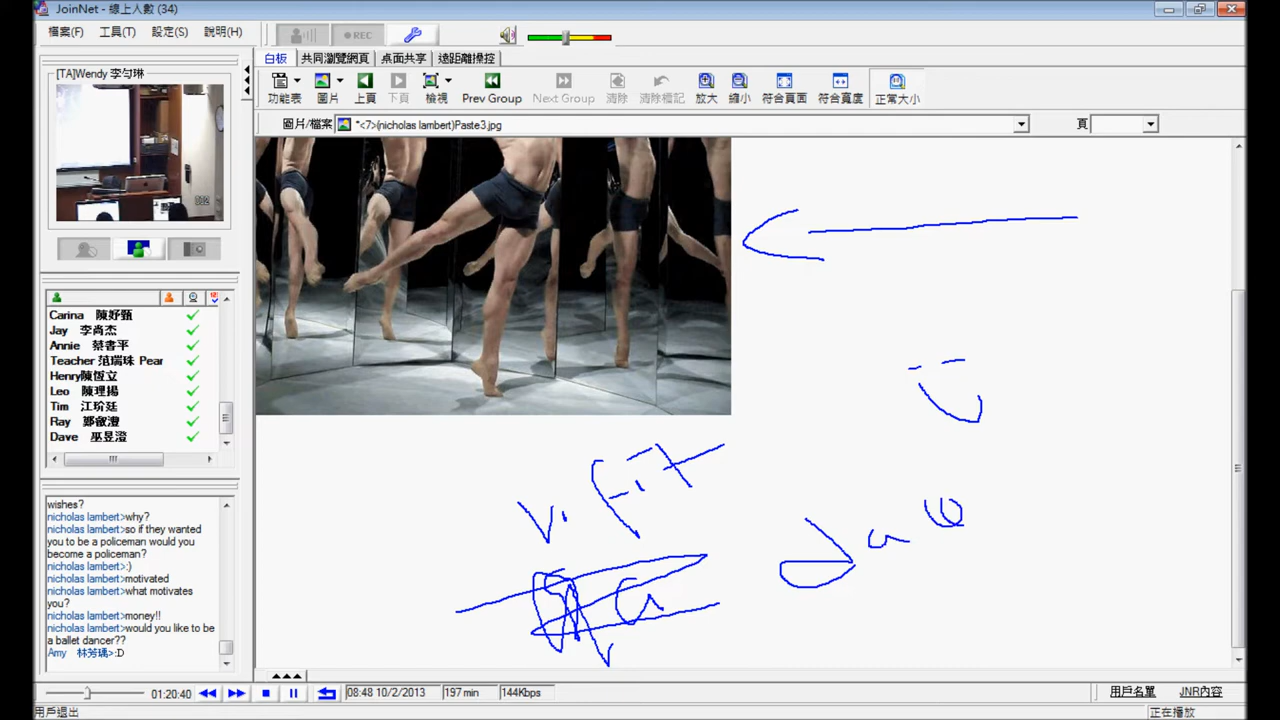 JoinNet - 線上人數 (34)
檔案(F) 工具(T) 設定(S) 說明(H)
REC
[TA]Wendy 李勻琳
白板 共同瀏覽網頁 桌面共享 遠距離操控
功能表 圖片 上頁 下頁 檢視 Prev Group Next Group 清除 清除標記 放大 縮小 符合頁面 符合寬度 正常大小
圖片/檔案 *<7>(nicholas lambert)Paste3.jpg 頁
Carina 陳妤甄
Jay 李尚杰
Annie 蔡書平
Teacher 范瑞珠 Pear
Henry陳恆立
Leo 陳理揚
Tim 江玠廷
Ray 鄭叡澄
Dave 巫昱澄
wishes?
nicholas lambert>why?
nicholas lambert>so if they wanted
you to be a policeman would you
become a policeman?
nicholas lambert>:)
nicholas lambert>motivated
nicholas lambert>what motivates
you?
nicholas lambert>money!!
nicholas lambert>would you like to be
a ballet dancer??
Amy 林芳瑀>:D
V. Fit
01:20:40 08:48 10/2/2013 197 min 144Kbps 用戶名單 JNR內容
用戶退出 正在播放